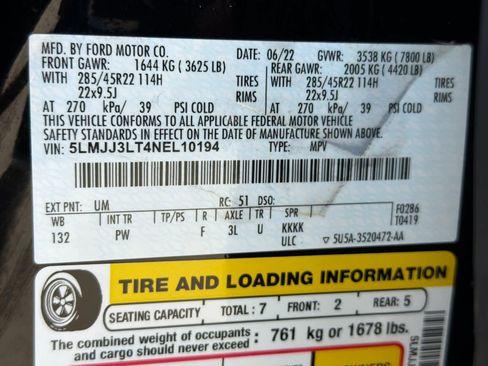 MFD. BY FORD MOTOR CO. 06/22 GVWR: 3538 KG ( 7800 LB)
FRONT GAWR: 1644 KG ( 3625 LB) REAR GAWR: 2005 KG ( 4420 LB)
WITH 285/45R22 114H TIRES WITH 285/45R22 114H TIRES
22x9.5J RIMS 22x9.5J RIMS
AT 270 kPa/ 39 PSI COLD AT 270 kPa/ 39 PSI COLD
THIS VEHICLE CONFORMS TO ALL APPLICABLE FEDERAL MOTOR VEHICLE
SAFETY STANDARDS IN EFFECT ON THE DATE OF MANUFACTURE SHOWN ABOVE.
VIN: 5LMJJ3LT4NEL10194 TYPE: MPV
EXT PNT: UM RC: 51 DSO: F0286
WB INT TR TP/PS R AXLE TR SPR T0419
132 PW F 3L U KKKK
ULC 5U5A-3520472-AA
TIRE AND LOADING INFORMATION
SEATING CAPACITY TOTAL : 7 FRONT: 2 REAR: 5
The combined weight of occupants and cargo should never exceed : 761 kg or 1678 lbs.